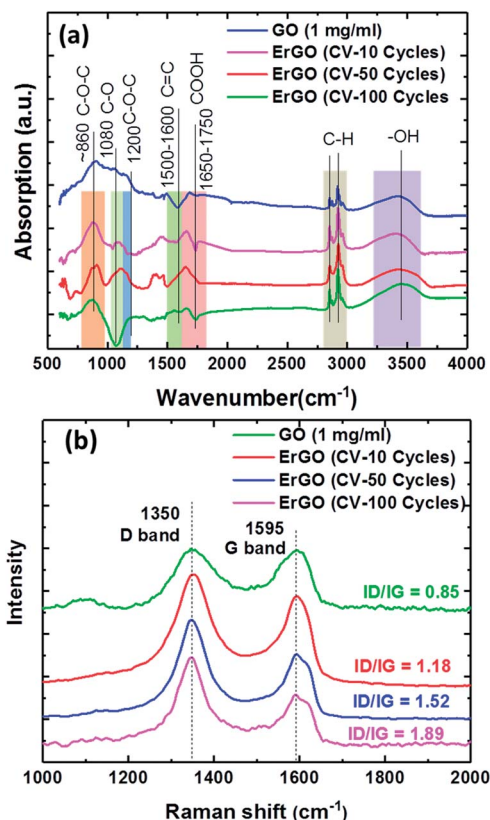 (a)
GO (1 mg/ml)
ErGO (CV-10 Cycles)
ErGO (CV-50 Cycles)
ErGO (CV-100 Cycles
~860 C-O-C
1080 C-O
1200C-O-C
1500-1600 C=C
COOH
1650-1750
C-H
-OH
Absorption (a.u.)
500 1000 1500 2000 2500 3000 3500 4000
Wavenumber(cm-1)
(b)
GO (1 mg/ml)
ErGO (CV-10 Cycles)
ErGO (CV-50 Cycles)
ErGO (CV-100 Cycles)
1350
D band
1595
G band
ID/IG = 0.85
ID/IG = 1.18
ID/IG = 1.52
ID/IG = 1.89
Intensity
1000 1200 1400 1600 1800 2000
Raman shift (cm-1)